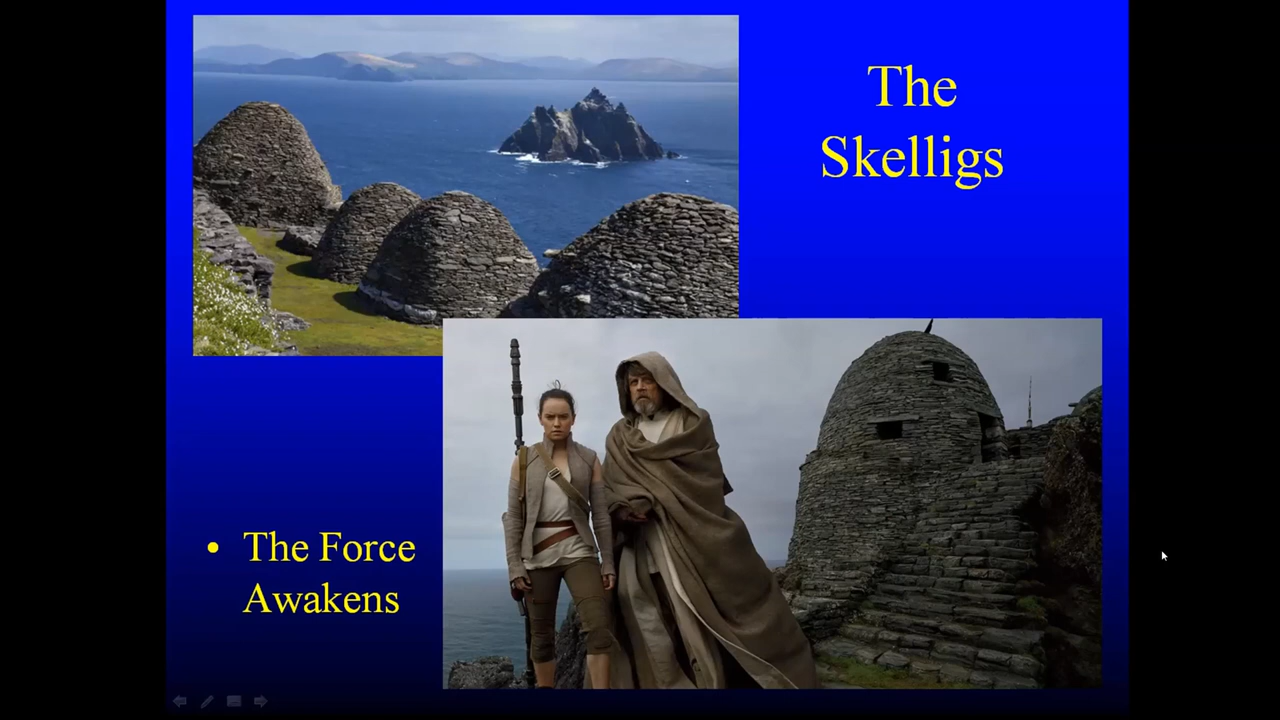 The
Skelligs
• The Force
Awakens